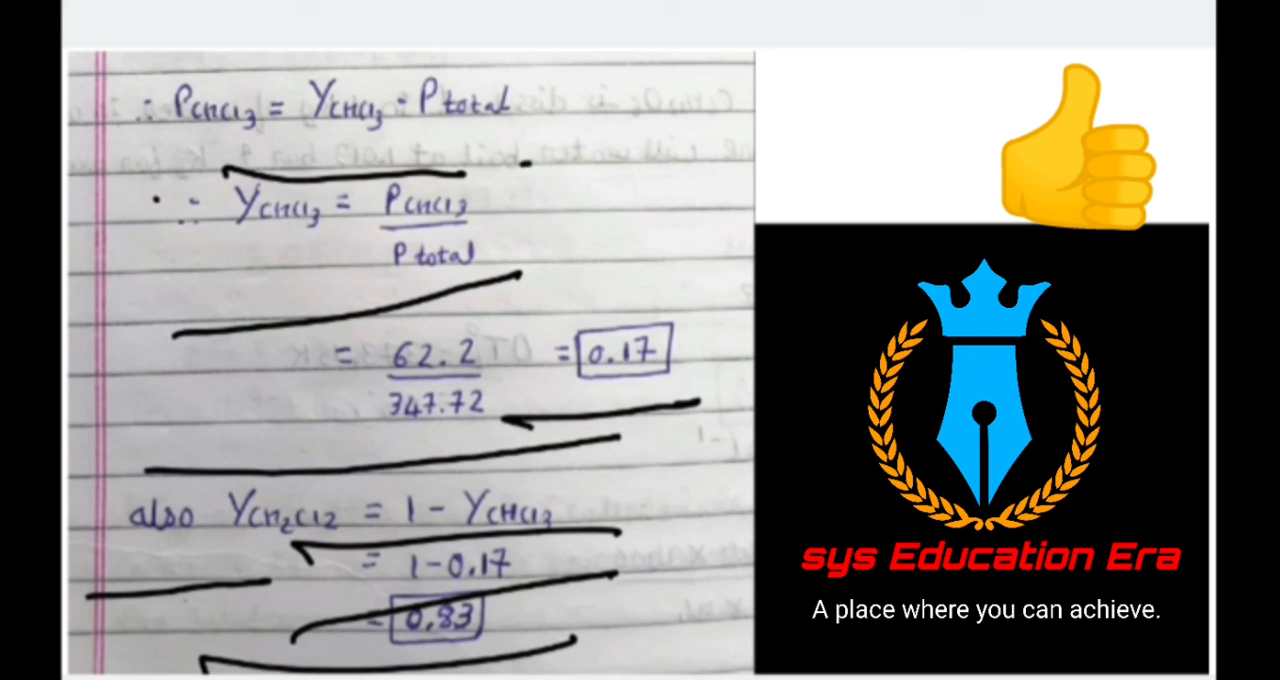 ∴ PCHCl3 = YCHCl3 - Ptotal
∴ YCHCl3 = PCHCl3
P total
= 62.2 = 0.17
347.72
also YCH2Cl2 = 1 - YCHCl3
= 1-0.17
= 0.83
sys Education Era
A place where you can achieve.